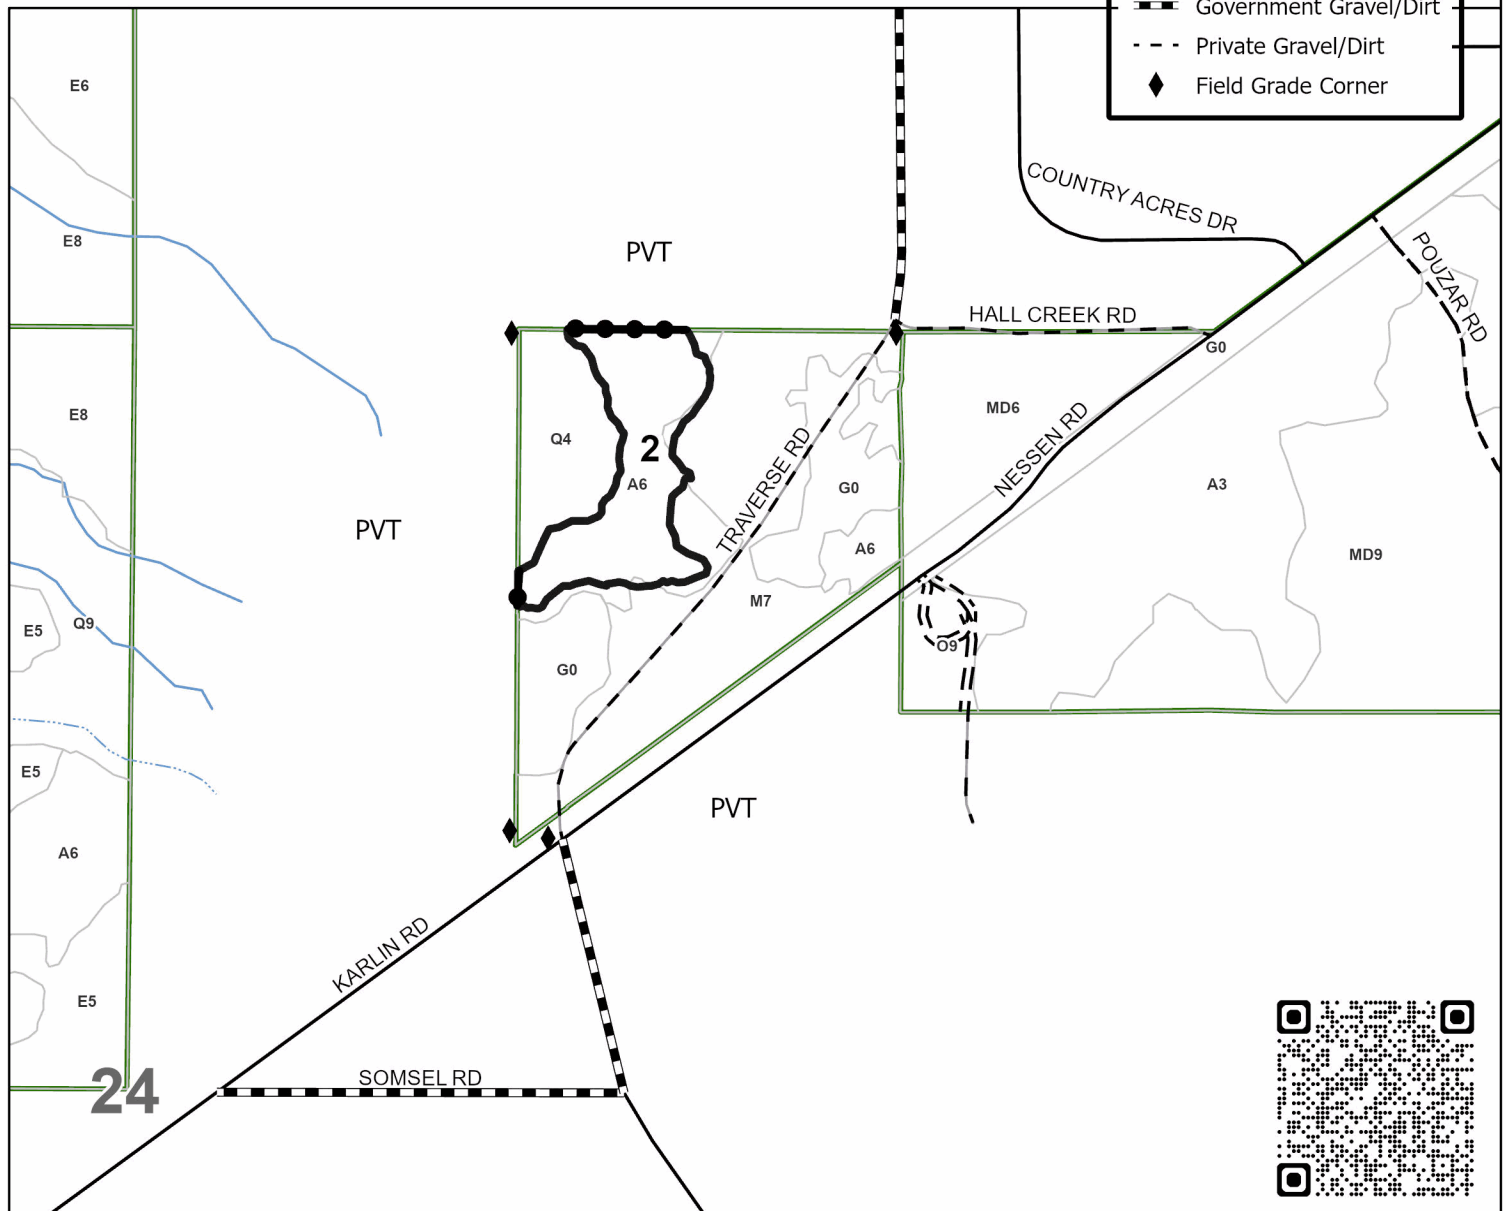 Government Gravel/Dirt
Private Gravel/Dirt
Field Grade Corner
E6
COUNTRY ACRES DR
E8
PVT
POUZAR RD
HALL CREEK RD
G0
E8
MD6
Q4
2
NESSEN RD
A6
TRAVERSE RD
G0
A3
PVT
A6
MD9
M7
E5
Q9
O9
G0
E5
PVT
A6
KARLIN RD
E5
24
SOMSEL RD